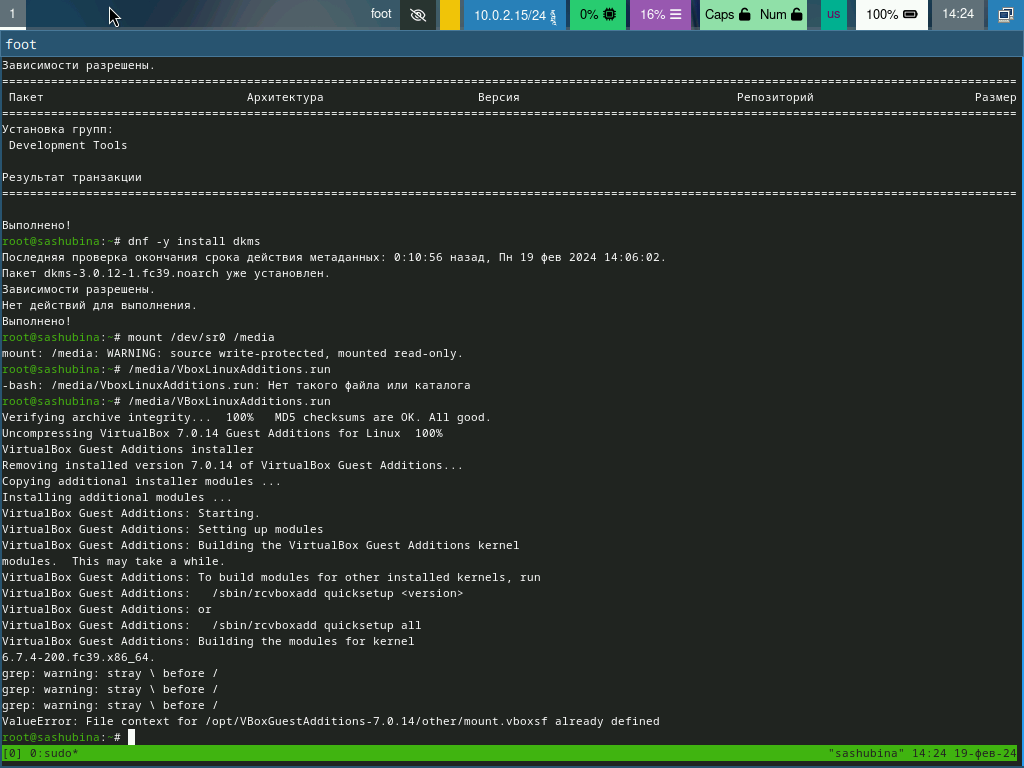 1 foot 10.0.2.15/24 0% 16% Caps Num us 100% 14:24
foot
Зависимости разрешены.
================================================================================================================================================
Пакет Архитектура Версия Репозиторий Размер
================================================================================================================================================
Установка групп:
Development Tools
Результат транзакции
================================================================================================================================================
Выполнено!
root@sashubina:~# dnf -y install dkms
Последняя проверка окончания срока действия метаданных: 0:10:56 назад, Пн 19 фев 2024 14:06:02.
Пакет dkms-3.0.12-1.fc39.noarch уже установлен.
Зависимости разрешены.
Нет действий для выполнения.
Выполнено!
root@sashubina:~# mount /dev/sr0 /media
mount: /media: WARNING: source write-protected, mounted read-only.
root@sashubina:~# /media/VboxLinuxAdditions.run
-bash: /media/VboxLinuxAdditions.run: Нет такого файла или каталога
root@sashubina:~# /media/VBoxLinuxAdditions.run
Verifying archive integrity...  100%   MD5 checksums are OK. All good.
Uncompressing VirtualBox 7.0.14 Guest Additions for Linux  100%
VirtualBox Guest Additions installer
Removing installed version 7.0.14 of VirtualBox Guest Additions...
Copying additional installer modules ...
Installing additional modules ...
VirtualBox Guest Additions: Starting.
VirtualBox Guest Additions: Setting up modules
VirtualBox Guest Additions: Building the VirtualBox Guest Additions kernel
modules.  This may take a while.
VirtualBox Guest Additions: To build modules for other installed kernels, run
VirtualBox Guest Additions:   /sbin/rcvboxadd quicksetup <version>
VirtualBox Guest Additions: or
VirtualBox Guest Additions:   /sbin/rcvboxadd quicksetup all
VirtualBox Guest Additions: Building the modules for kernel
6.7.4-200.fc39.x86_64.
grep: warning: stray \ before /
grep: warning: stray \ before /
grep: warning: stray \ before /
ValueError: File context for /opt/VBoxGuestAdditions-7.0.14/other/mount.vboxsf already defined
root@sashubina:~#
[0] 0:sudo* "sashubina" 14:24 19-фев-24